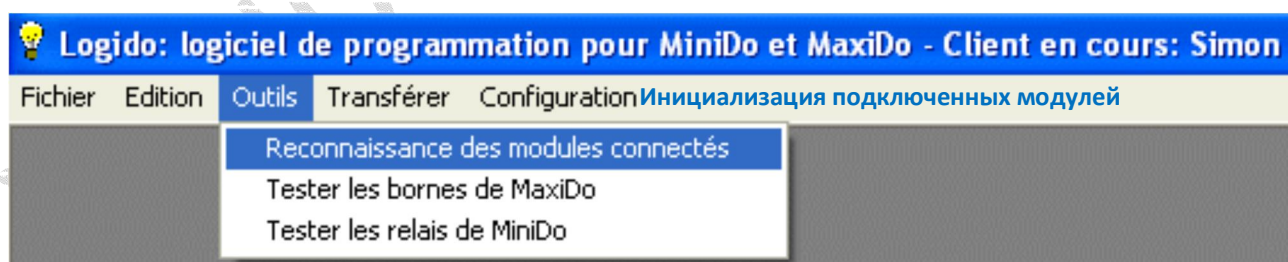 Logido: logiciel de programmation pour MiniDo et MaxiDo - Client en cours: Simon
Fichier Edition Outils Transférer Configuration Инициализация подключенных модулей
Reconnaissance des modules connectés
Tester les bornes de MaxiDo
Tester les relais de MiniDo